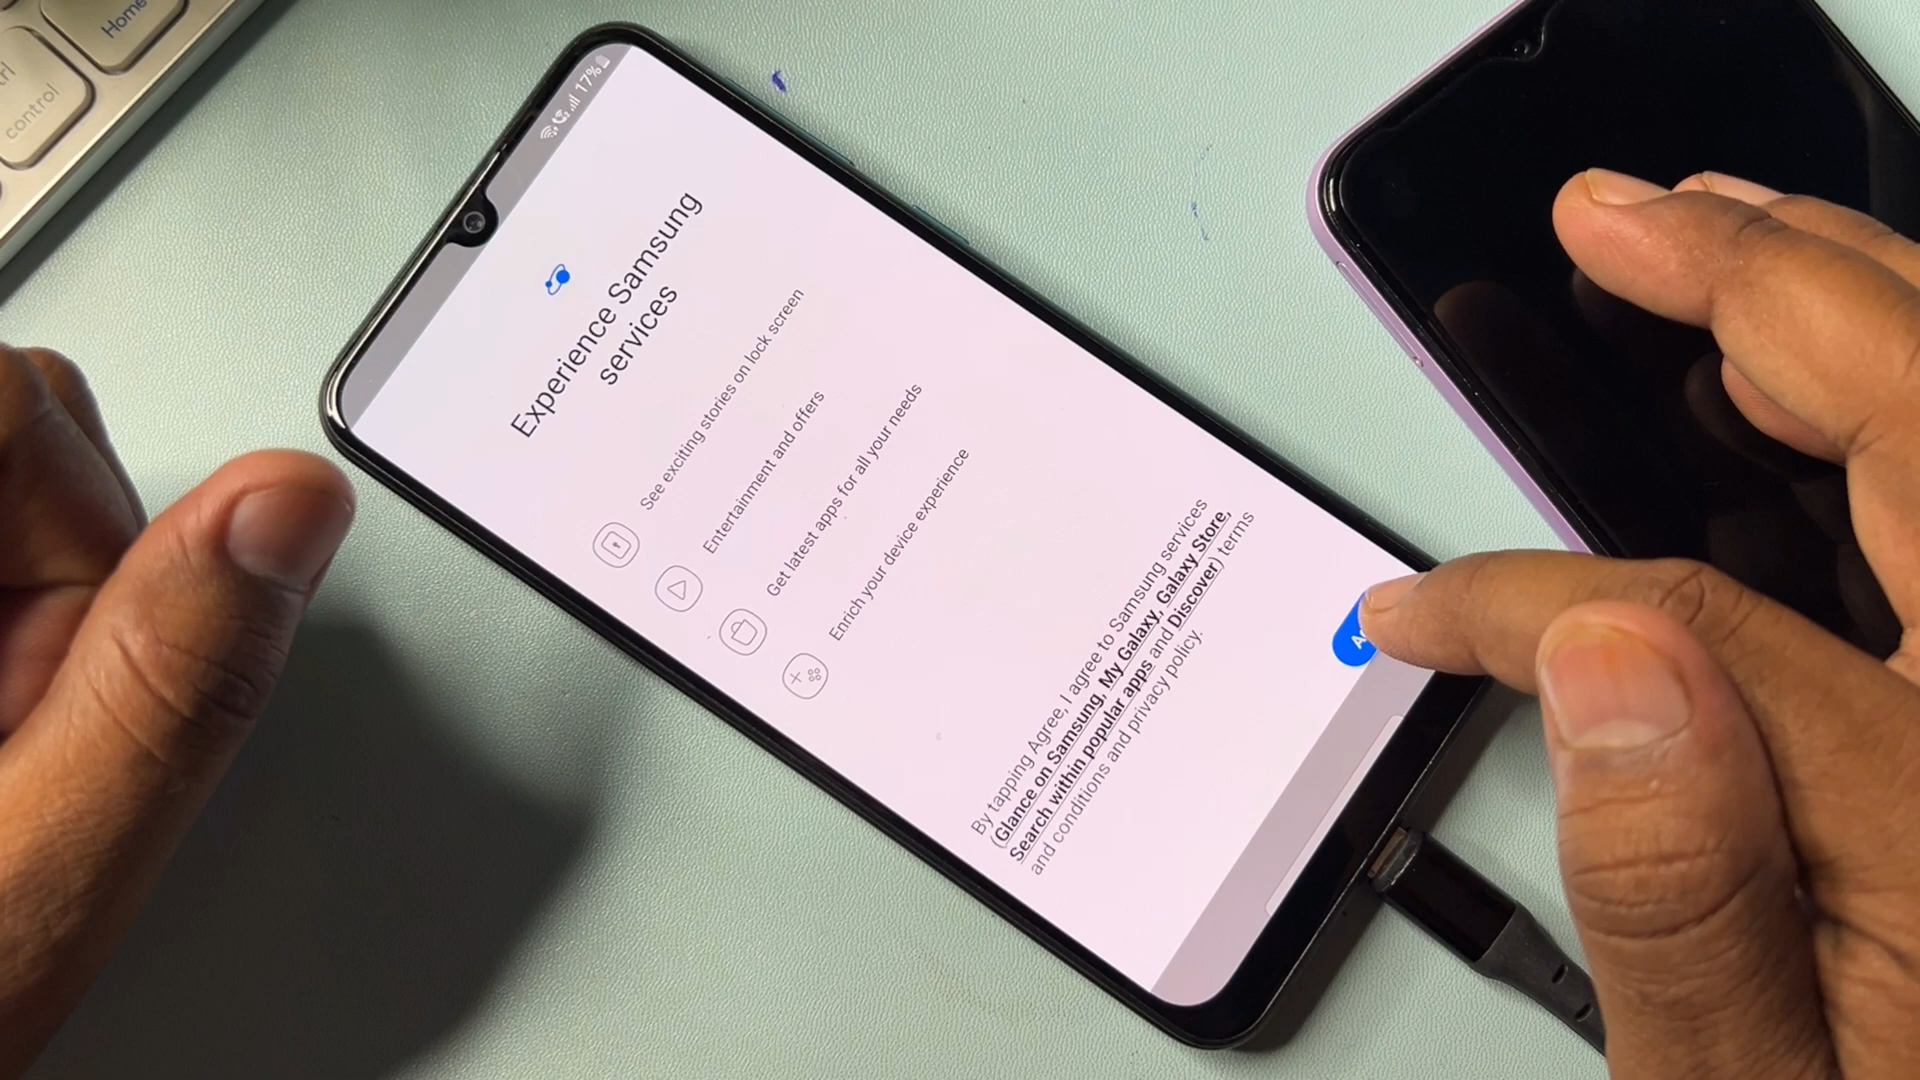 Home
control
17%
Experience Samsung
services
See exciting stories on lock screen
Entertainment and offers
Get latest apps for all your needs
Enrich your device experience
By tapping Agree, I agree to Samsung services
(Glance on Samsung, My Galaxy, Galaxy Store,
Search within popular apps and Discover) terms
and conditions and privacy policy.